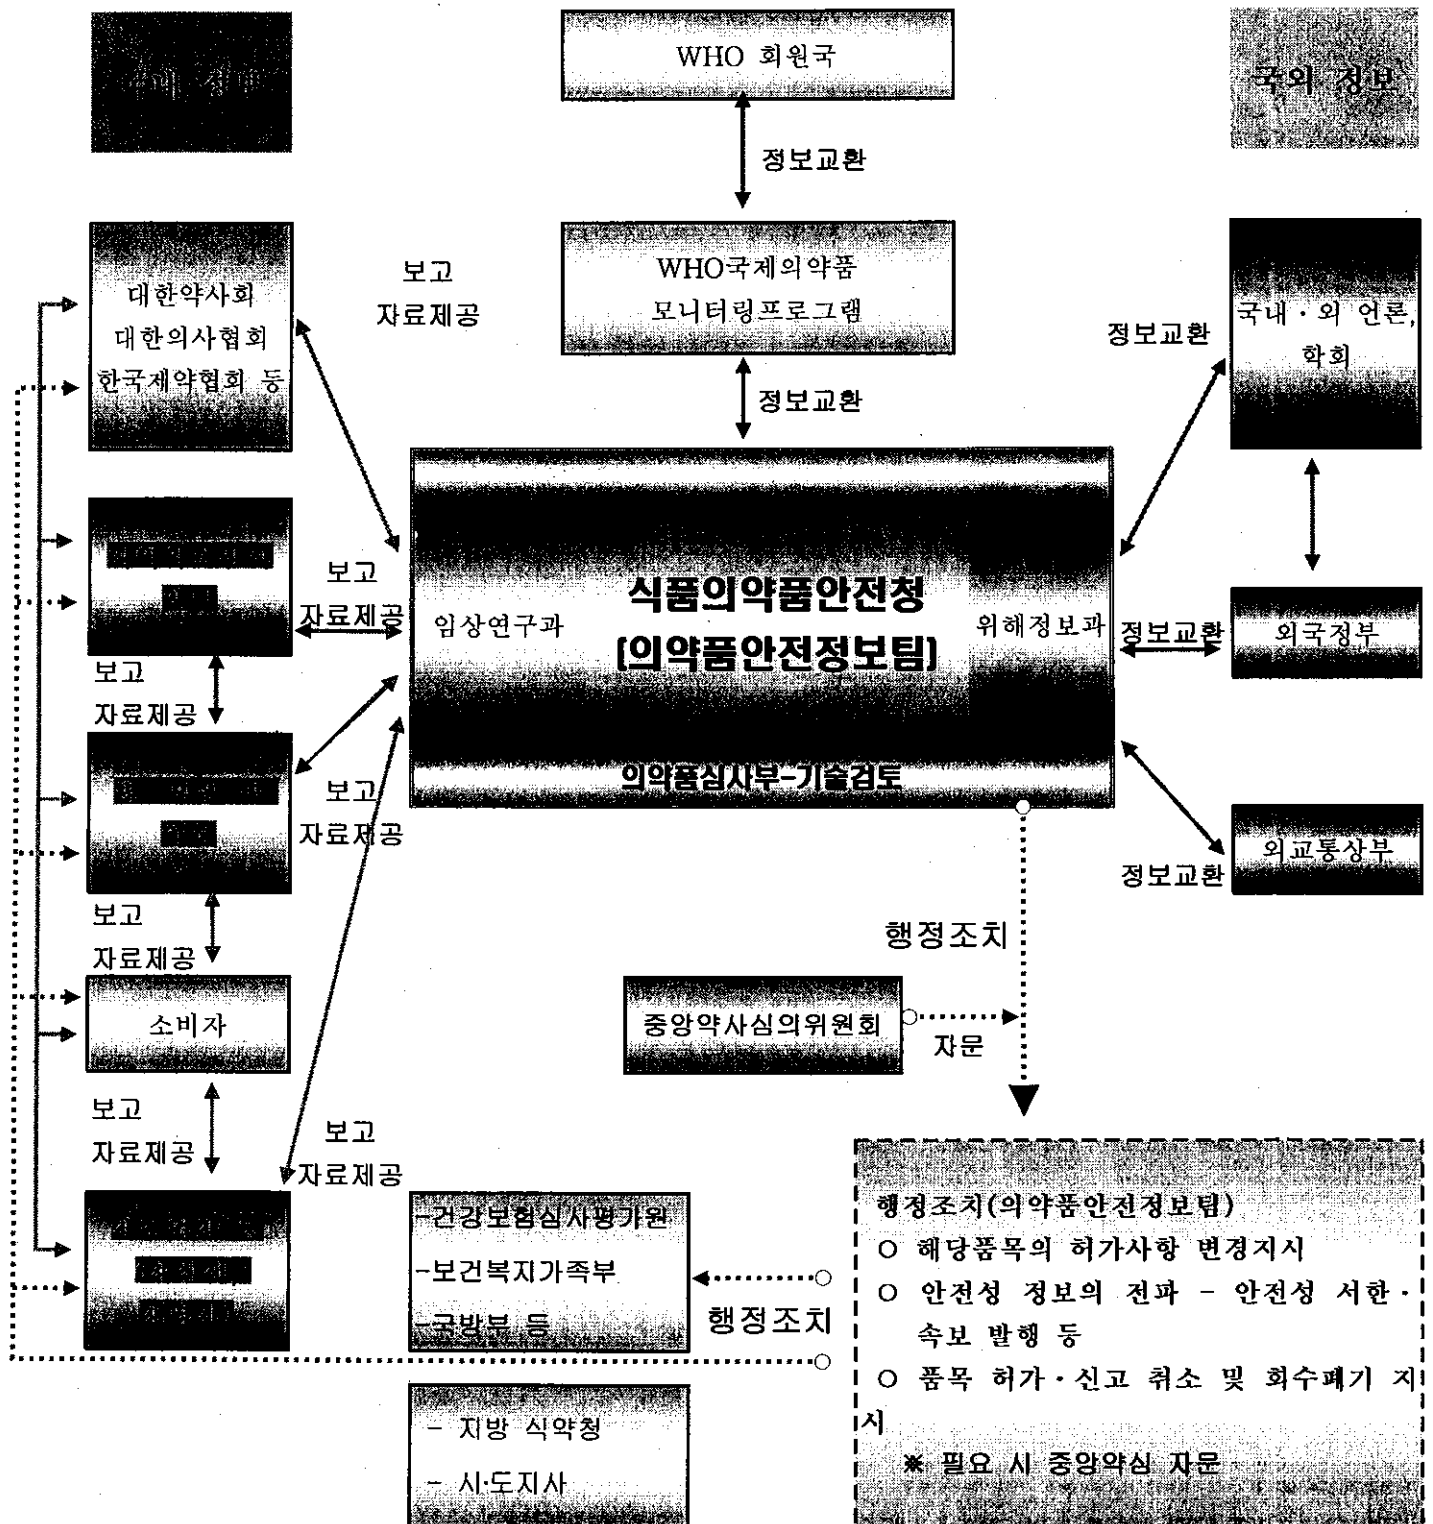 WHO 회원국
국외 정보
정보교환
WHO국제의약품
모니터링프로그램
보고
자료제공
대한약사회
대한의사협회
한국제약협회 등
정보교환
국내·외 언론,
학회
정보교환
보고
자료제공
임상연구과
식품의약품안전청
(의약품안전정보팀)
위해정보과
정보교환
외국정부
보고
자료제공
의약품심사부-기술검토
보고
자료제공
외교통상부
정보교환
보고
자료제공
행정조치
소비자
중앙약사심의위원회
자문
보고
자료제공
보고
자료제공
-건강보험심사평가원
-보건복지가족부
-국방부 등
행정조치
행정조치(의약품안전정보팀)
○ 해당품목의 허가사항 변경지시
○ 안전성 정보의 전파 - 안전성 서한·
속보 발행 등
○ 품목 허가·신고 취소 및 회수폐기 지
시
※ 필요 시 중앙약심 자문
- 지방 식약청
- 시·도지사